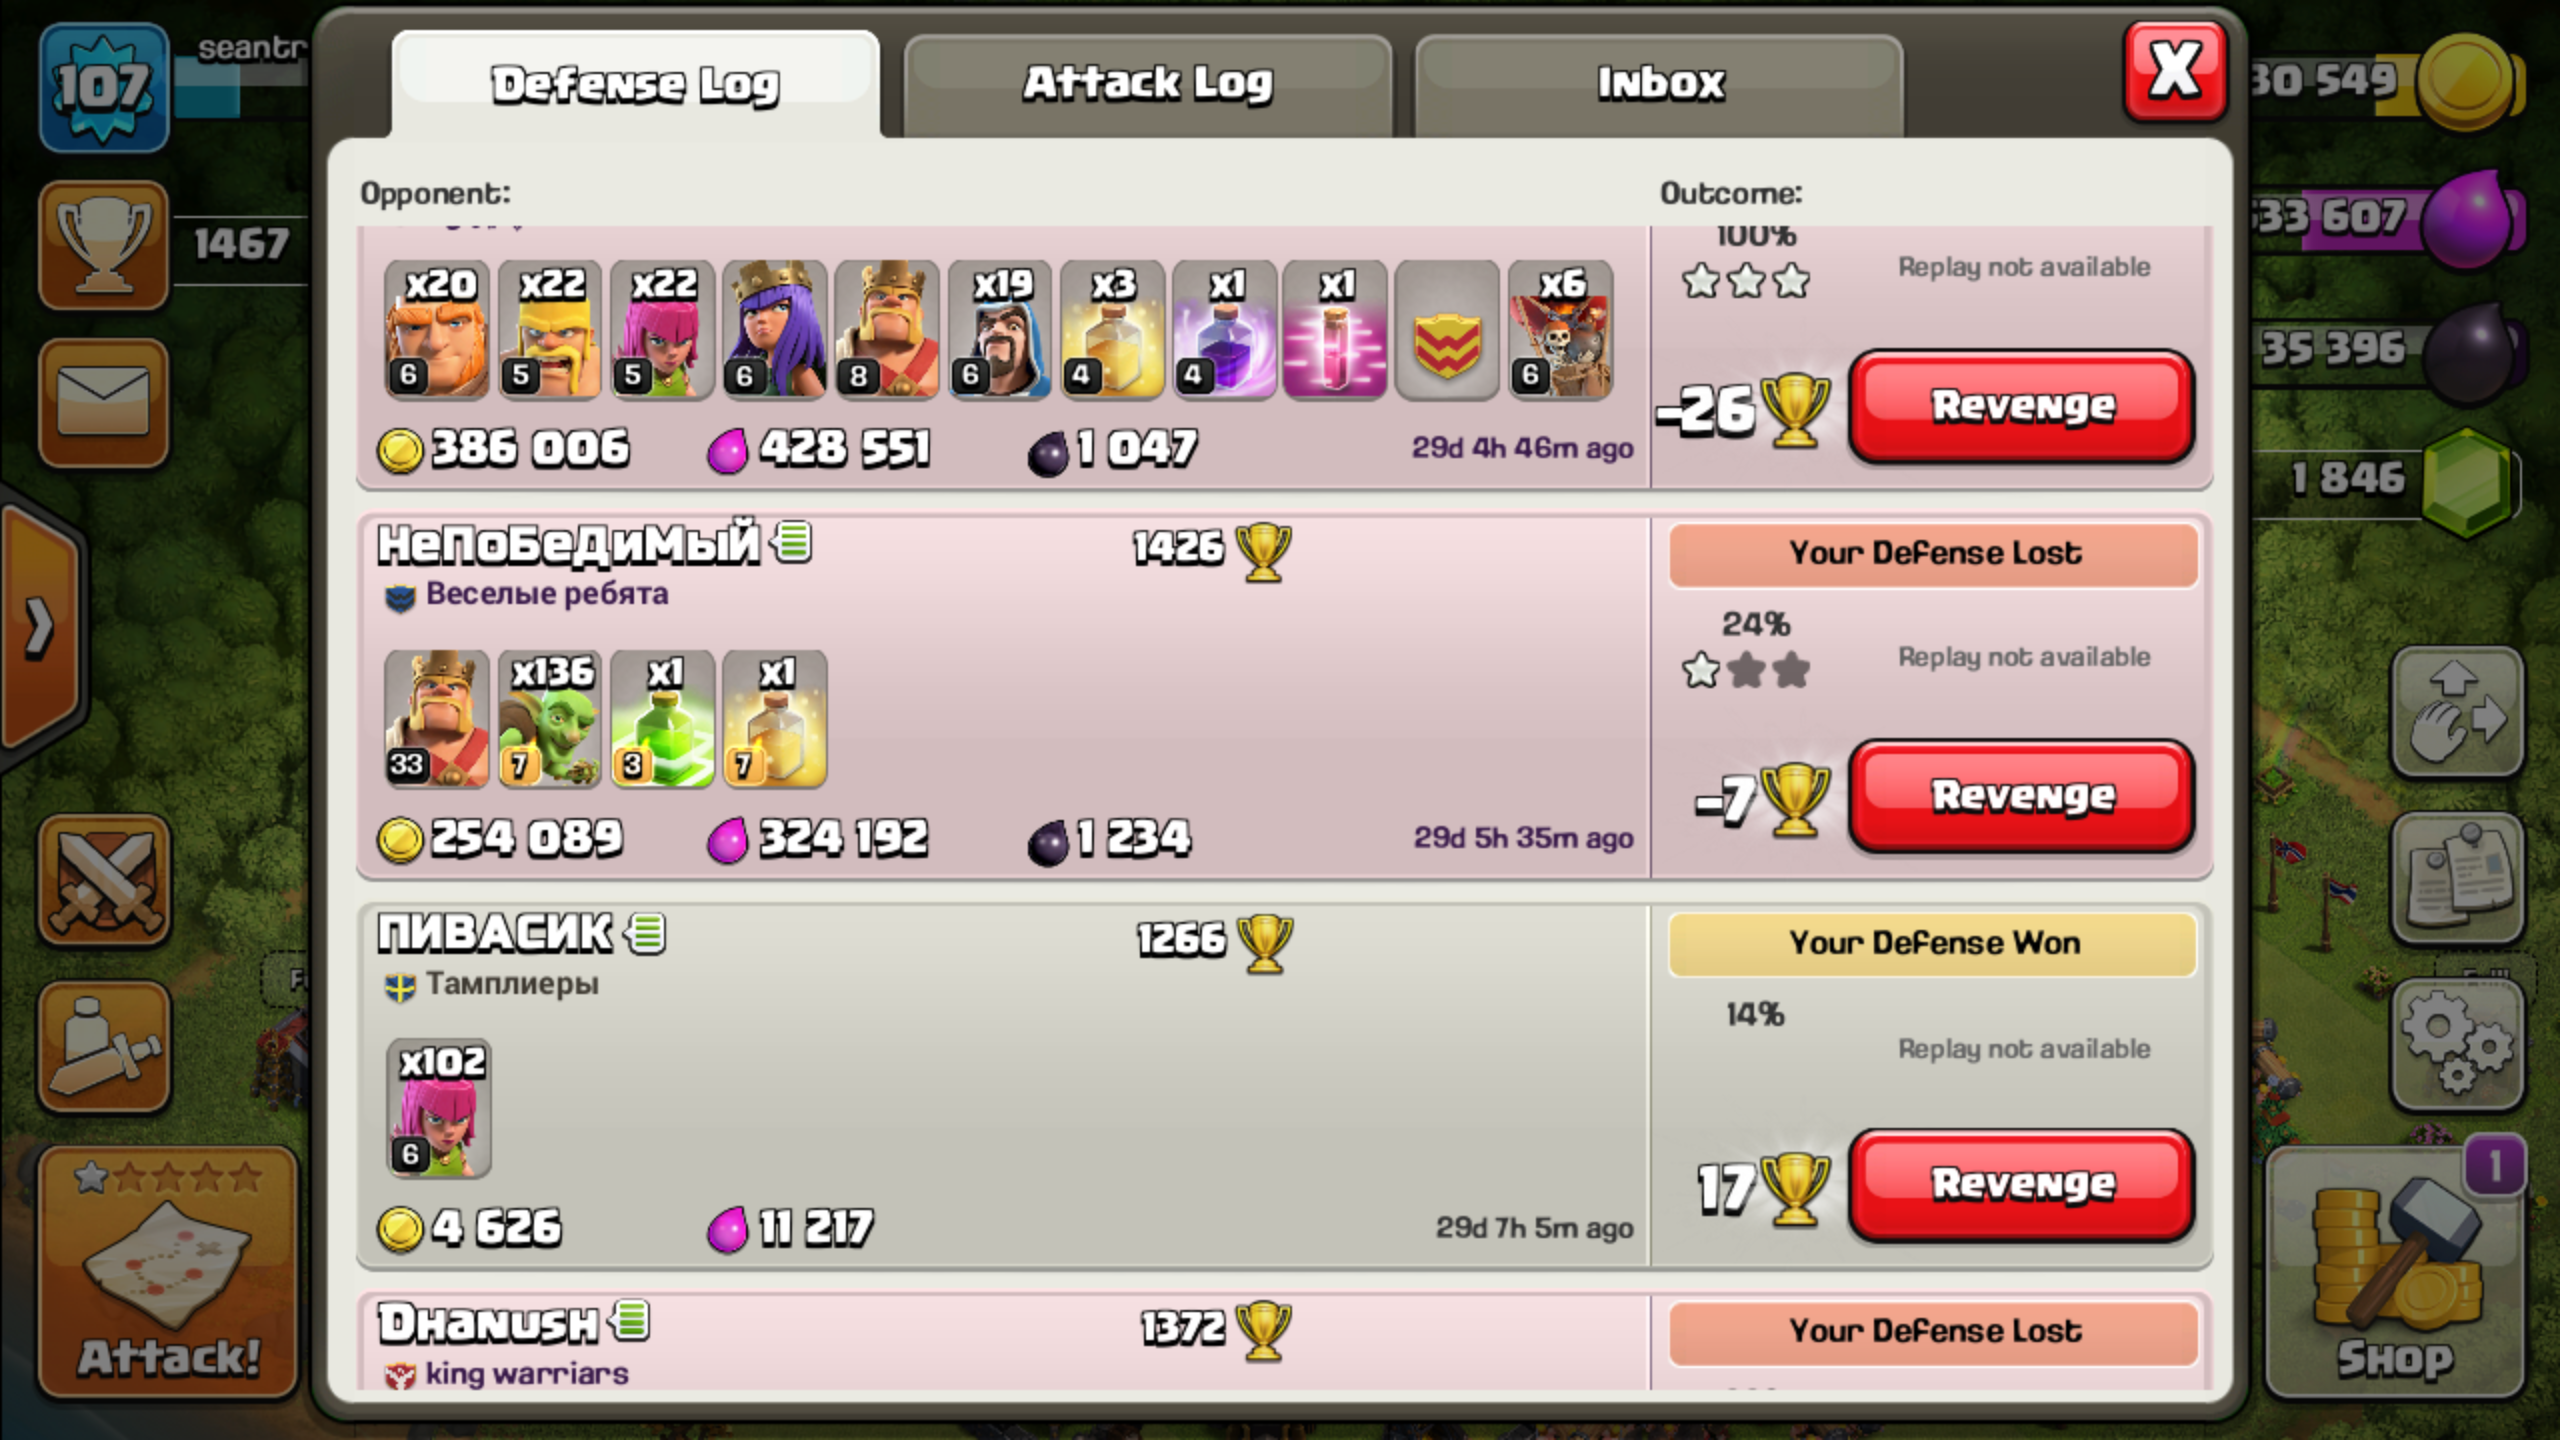 107
seantr
Defense Log
Attack Log
Inbox
X
30 549
Opponent:
Outcome:
1467
33 607
100%
Replay not available
x20
x22
x22
x19
x3
x1
x1
x6
6
5
5
6
8
6
4
4
6
35 396
-26
Revenge
386 006
428 551
1 047
29d 4h 46m ago
1 846
НеПоБеДиМыЙ
1426
Your Defense Lost
Веселые ребята
24%
Replay not available
x136
x1
x1
33
7
3
7
-7
Revenge
254 089
324 192
1 234
29d 5h 35m ago
ПИВАСИК
1266
Your Defense Won
Тамплиеры
14%
Replay not available
x102
6
17
Revenge
4 626
11 217
29d 7h 5m ago
1
Dhanush
1372
Your Defense Lost
king warriars
Attack!
Shop